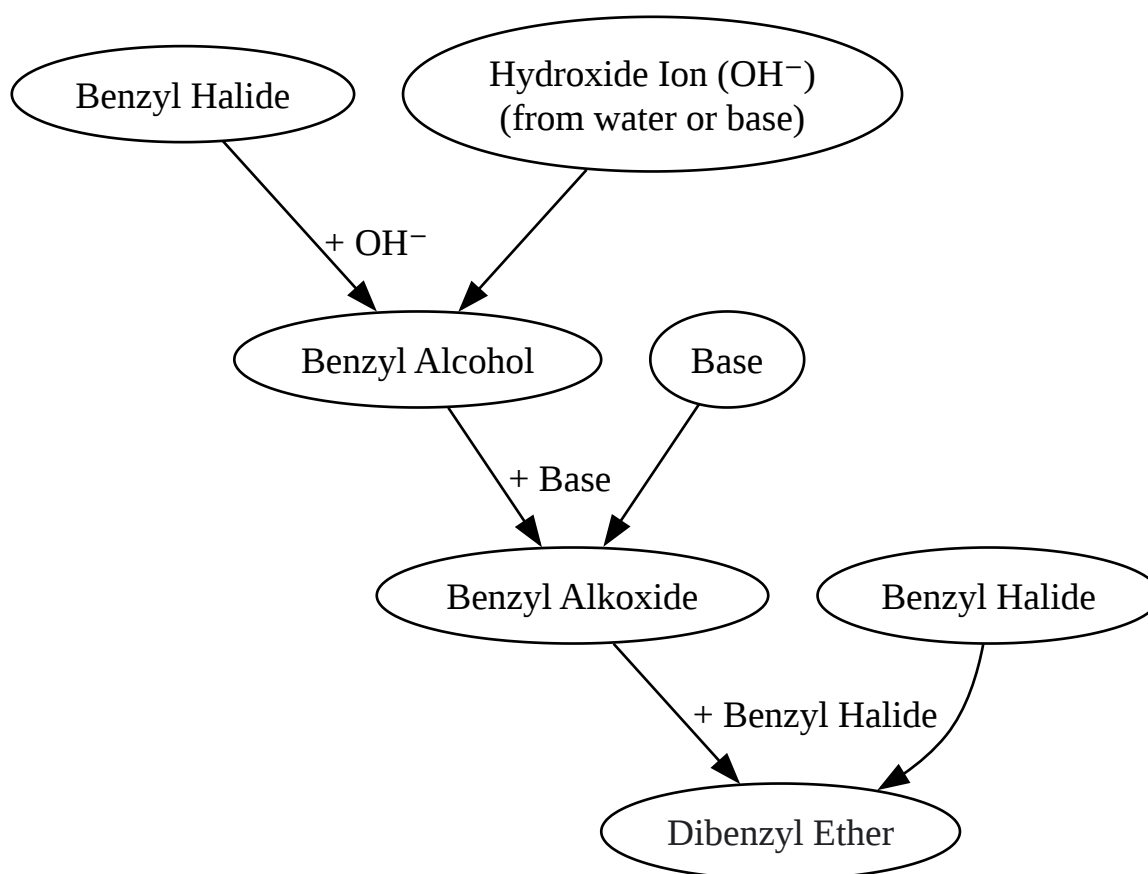 Benzyl Halide
Hydroxide Ion (OH⁻)
(from water or base)
+ OH⁻
Benzyl Alcohol
Base
+ Base
Benzyl Alkoxide
Benzyl Halide
+ Benzyl Halide
Dibenzyl Ether